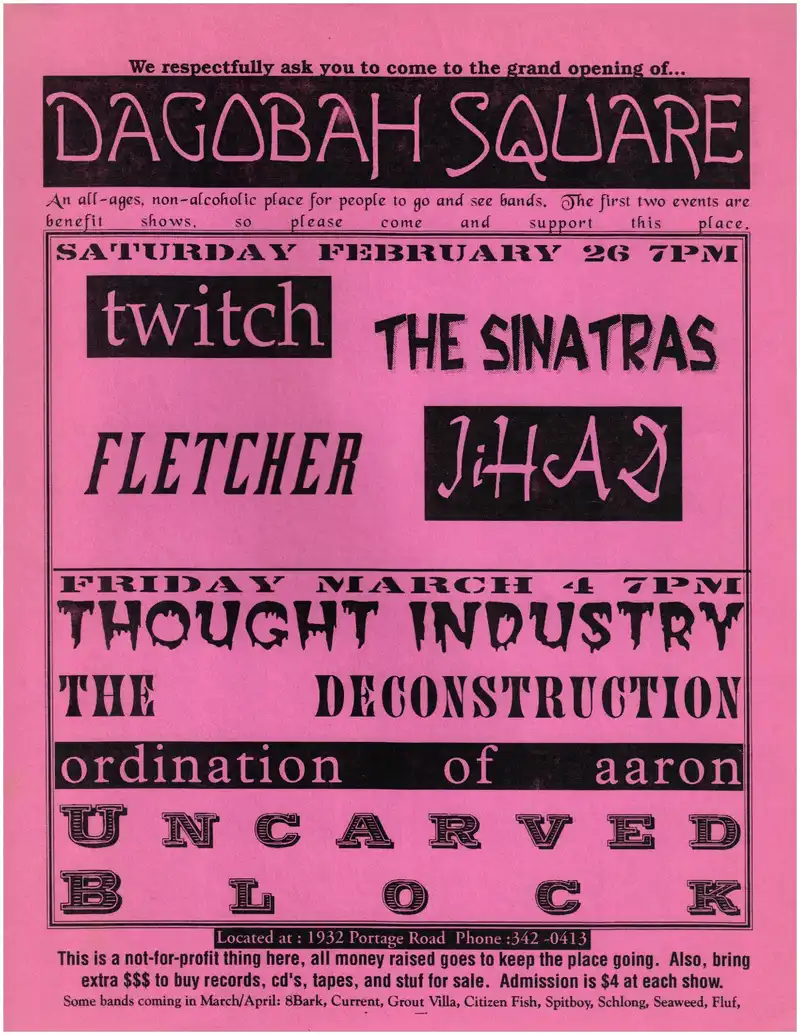 We respectfully ask you to come to the grand opening of...
DAGOBAH SQUARE
An all-ages, non-alcoholic place for people to go and see bands. The first two events are
benefit shows, so please come and support this place.
SATURDAY FEBRUARY 26 7PM
twitch
THE SINATRAS
FLETCHER
JiHAD
FRIDAY MARCH 4 7PM
THOUGHT INDUSTRY
THE DECONSTRUCTION
ordination of aaron
UNCARVED
BLOCK
Located at : 1932 Portage Road Phone :342 -0413
This is a not-for-profit thing here, all money raised goes to keep the place going. Also, bring
extra $$$ to buy records, cd's, tapes, and stuf for sale. Admission is $4 at each show.
Some bands coming in March/April: 8Bark, Current, Grout Villa, Citizen Fish, Spitboy, Schlong, Seaweed, Fluf,